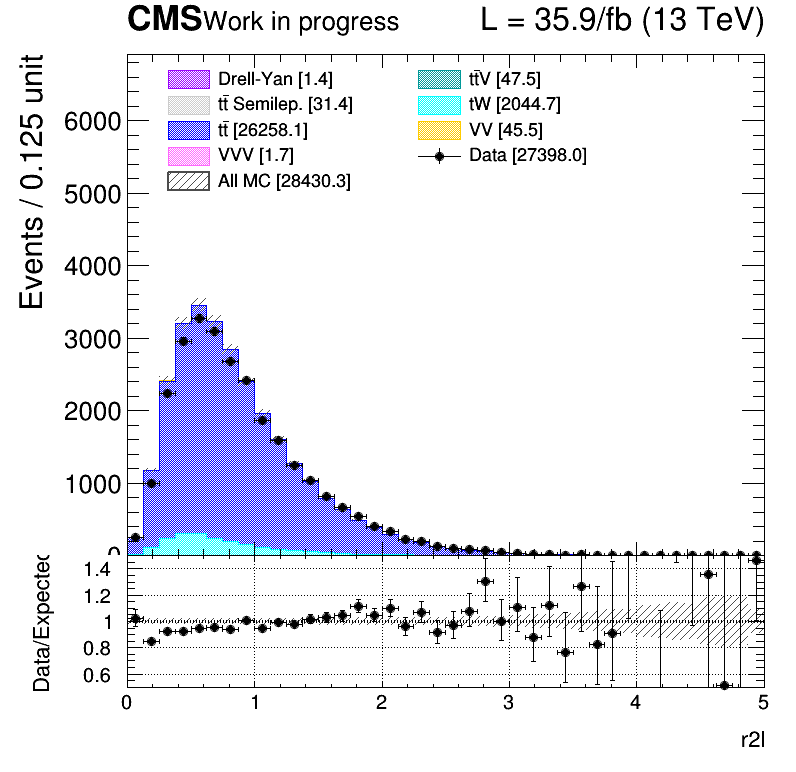 CMS Work in progress L = 35.9/fb (13 TeV)
Events / 0.125 unit
Drell-Yan [1.4]
tt̄ Semilep. [31.4]
tt̄ [26258.1]
VVV [1.7]
All MC [28430.3]
tt̄V [47.5]
tW [2044.7]
VV [45.5]
Data [27398.0]
6000
5000
4000
3000
2000
1000
0
Data/Expected
1.4
1.2
1
0.8
0.6
0 1 2 3 4 5
r2l